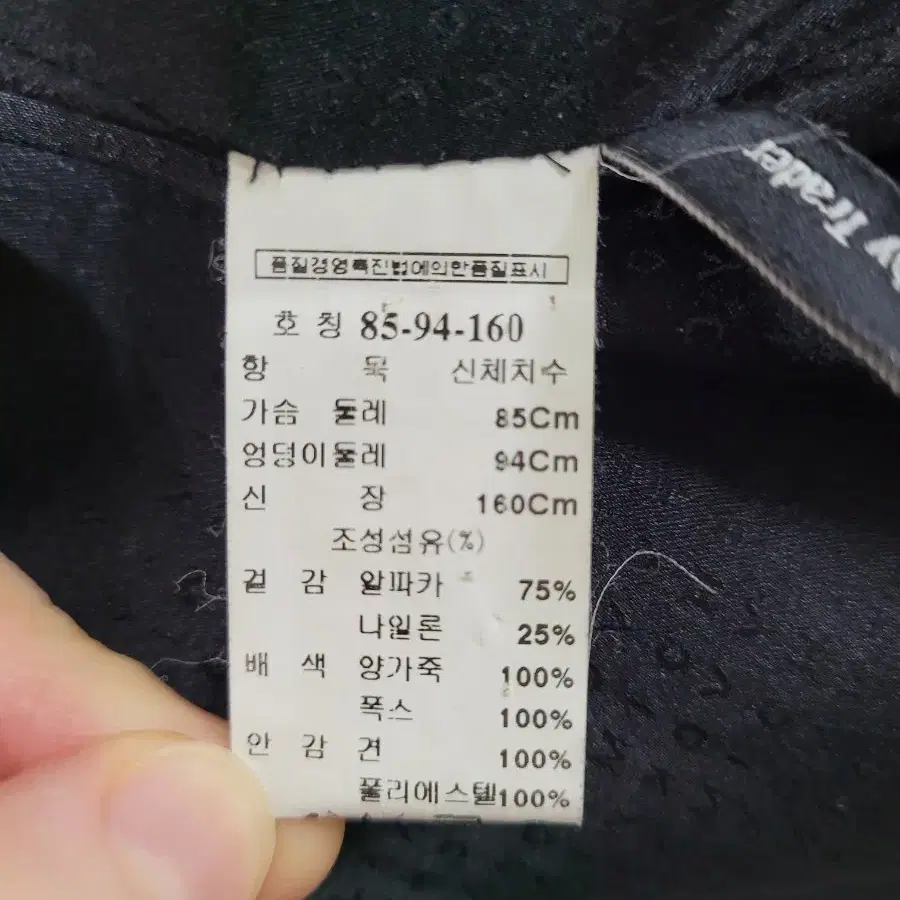 품질경영촉진법에의한품질표시
호 칭 85-94-160
항 목 신체치수
가슴 둘레 85Cm
엉덩이둘레 94Cm
신 장 160Cm
조성섬유(%)
겉 감 알파카 75%
나일론 25%
배 색 양가죽 100%
폭스 100%
안 감 견 100%
폴리에스텔100%
Trader